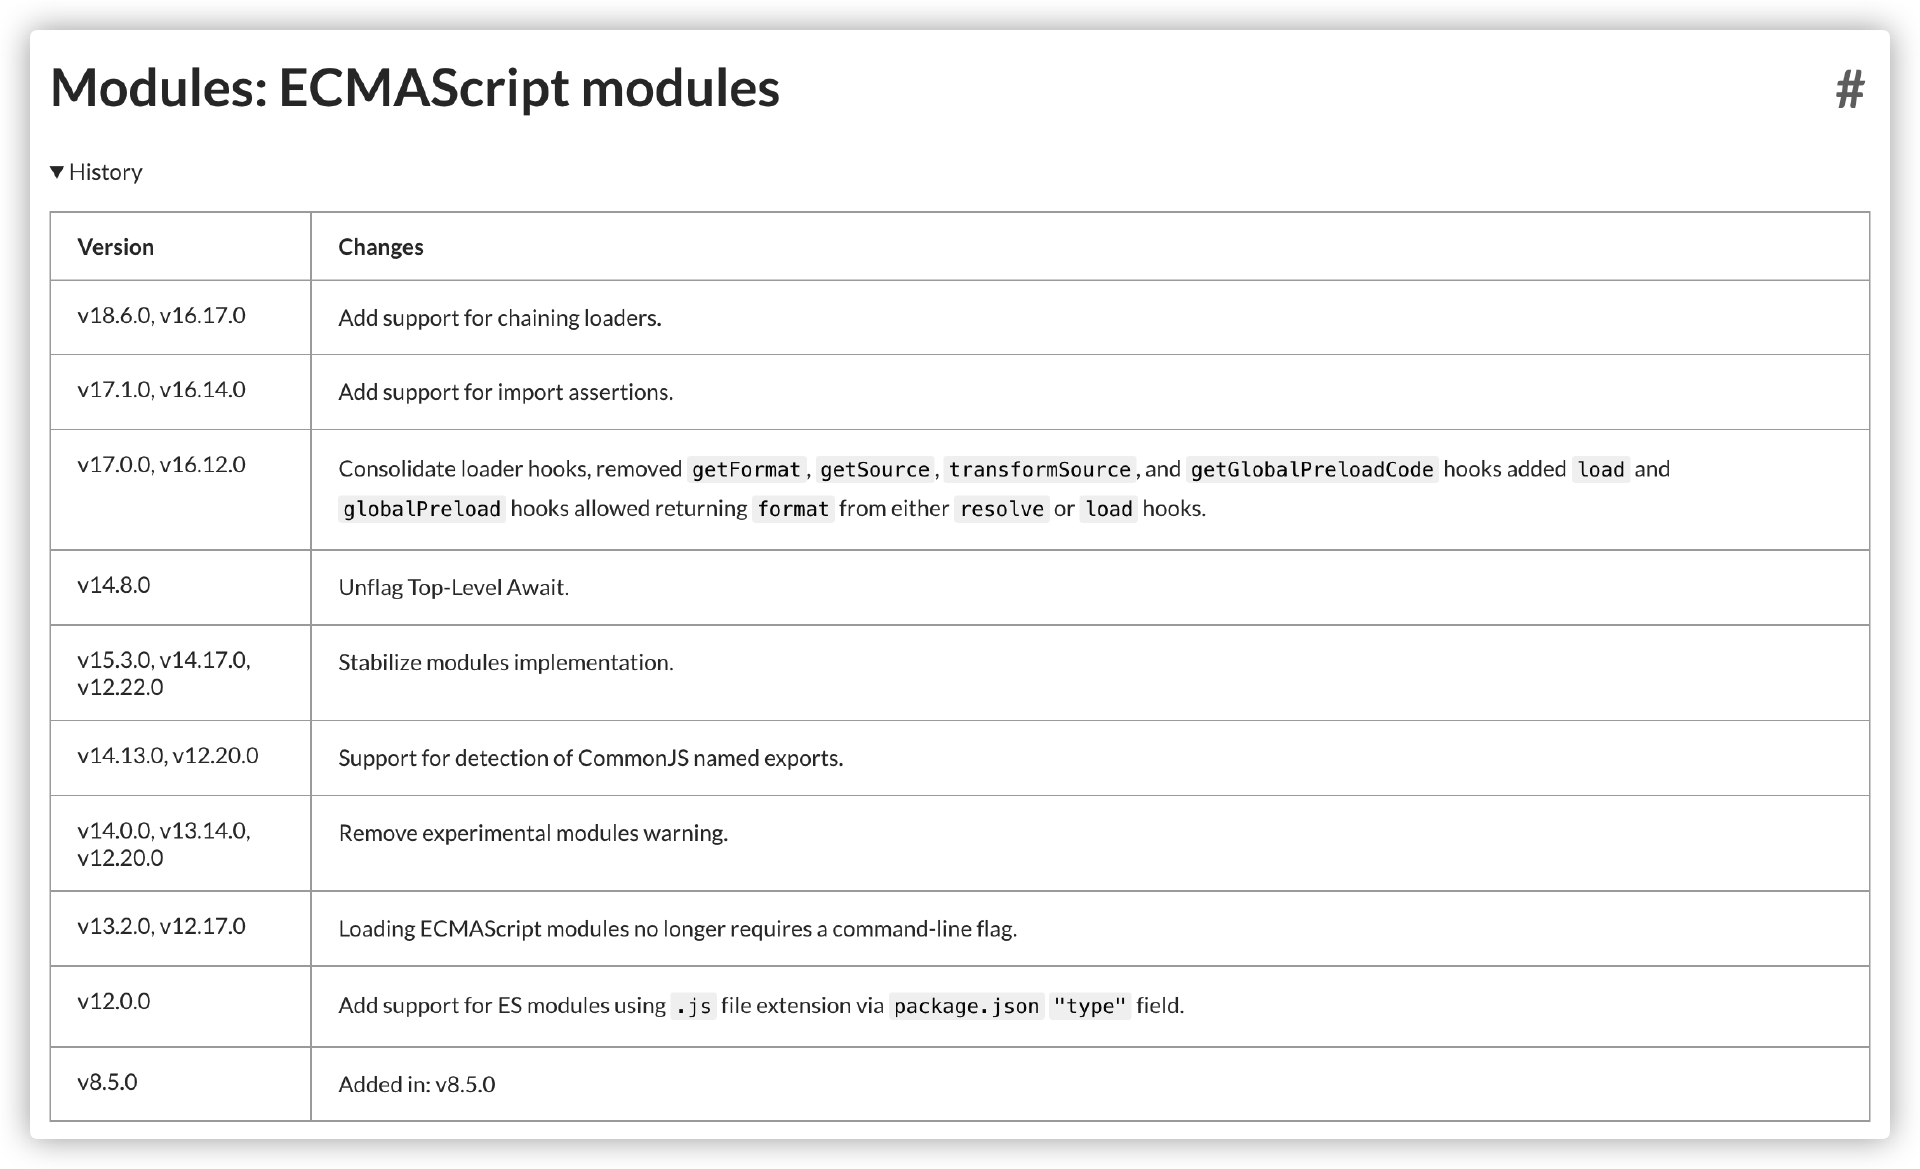 Modules: ECMAScript modules #
▼ History
Version Changes
v18.6.0, v16.17.0 Add support for chaining loaders.
v17.1.0, v16.14.0 Add support for import assertions.
v17.0.0, v16.12.0 Consolidate loader hooks, removed getFormat, getSource, transformSource, and getGlobalPreloadCode hooks added load and
globalPreload hooks allowed returning format from either resolve or load hooks.
v14.8.0 Unflag Top-Level Await.
v15.3.0, v14.17.0, Stabilize modules implementation.
v12.22.0
v14.13.0, v12.20.0 Support for detection of CommonJS named exports.
v14.0.0, v13.14.0, Remove experimental modules warning.
v12.20.0
v13.2.0, v12.17.0 Loading ECMAScript modules no longer requires a command-line flag.
v12.0.0 Add support for ES modules using .js file extension via package.json "type" field.
v8.5.0 Added in: v8.5.0